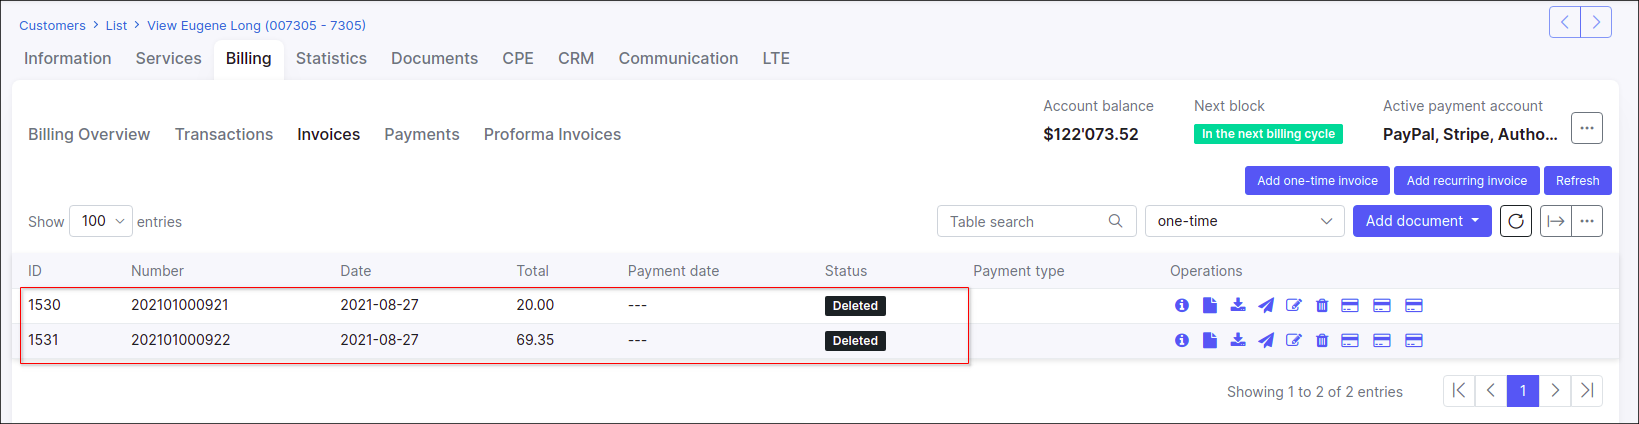 Customers > List > View Eugene Long (007305 - 7305)
Information Services Billing Statistics Documents CPE CRM Communication LTE
Billing Overview Transactions Invoices Payments Proforma Invoices
Account balance Next block Active payment account
$122'073.52 In the next billing cycle PayPal, Stripe, Autho...
Add one-time invoice Add recurring invoice Refresh
Show 100 entries Table search one-time Add document
ID Number Date Total Payment date Status Payment type Operations
1530 202101000921 2021-08-27 20.00 --- Deleted
1531 202101000922 2021-08-27 69.35 --- Deleted
Showing 1 to 2 of 2 entries 1